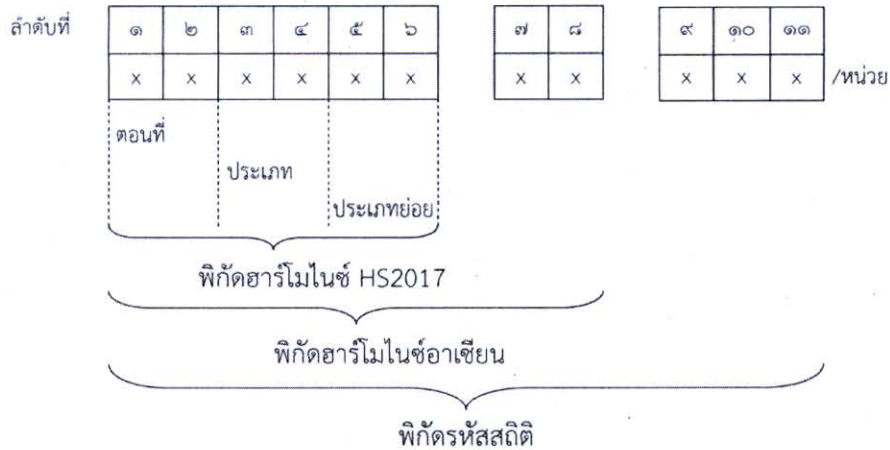 ลำดับที่ ๑ ๒ ๓ ๔ ๕ ๖ ๗ ๘ ๙ ๑๐ ๑๑
x x x x x x x x x x x /หน่วย
ตอนที่
ประเภท
ประเภทย่อย
พิกัดฮาร์โมไนซ์ HS2017
พิกัดฮาร์โมไนซ์อาเซียน
พิกัดรหัสสถิติ